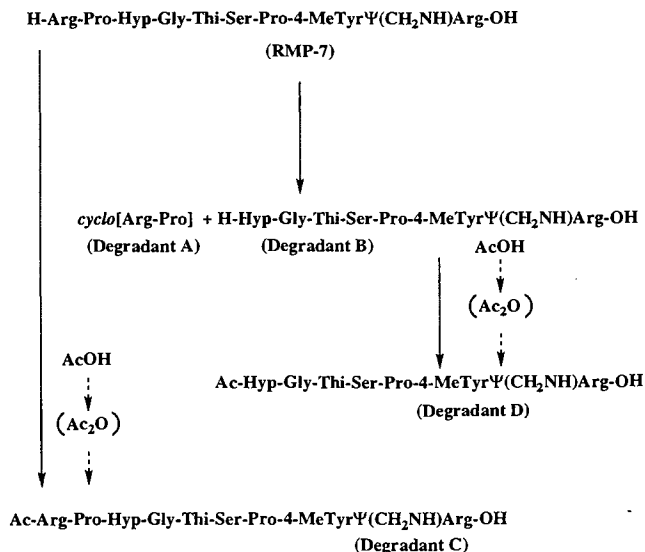 H-Arg-Pro-Hyp-Gly-Thi-Ser-Pro-4-MeTyrΨ(CH₂NH)Arg-OH
(RMP-7)
cyclo[Arg-Pro] + H-Hyp-Gly-Thi-Ser-Pro-4-MeTyrΨ(CH₂NH)Arg-OH
(Degradant A) (Degradant B) AcOH
(Ac₂O)
AcOH
Ac-Hyp-Gly-Thi-Ser-Pro-4-MeTyrΨ(CH₂NH)Arg-OH
(Degradant D)
(Ac₂O)
Ac-Arg-Pro-Hyp-Gly-Thi-Ser-Pro-4-MeTyrΨ(CH₂NH)Arg-OH
(Degradant C)